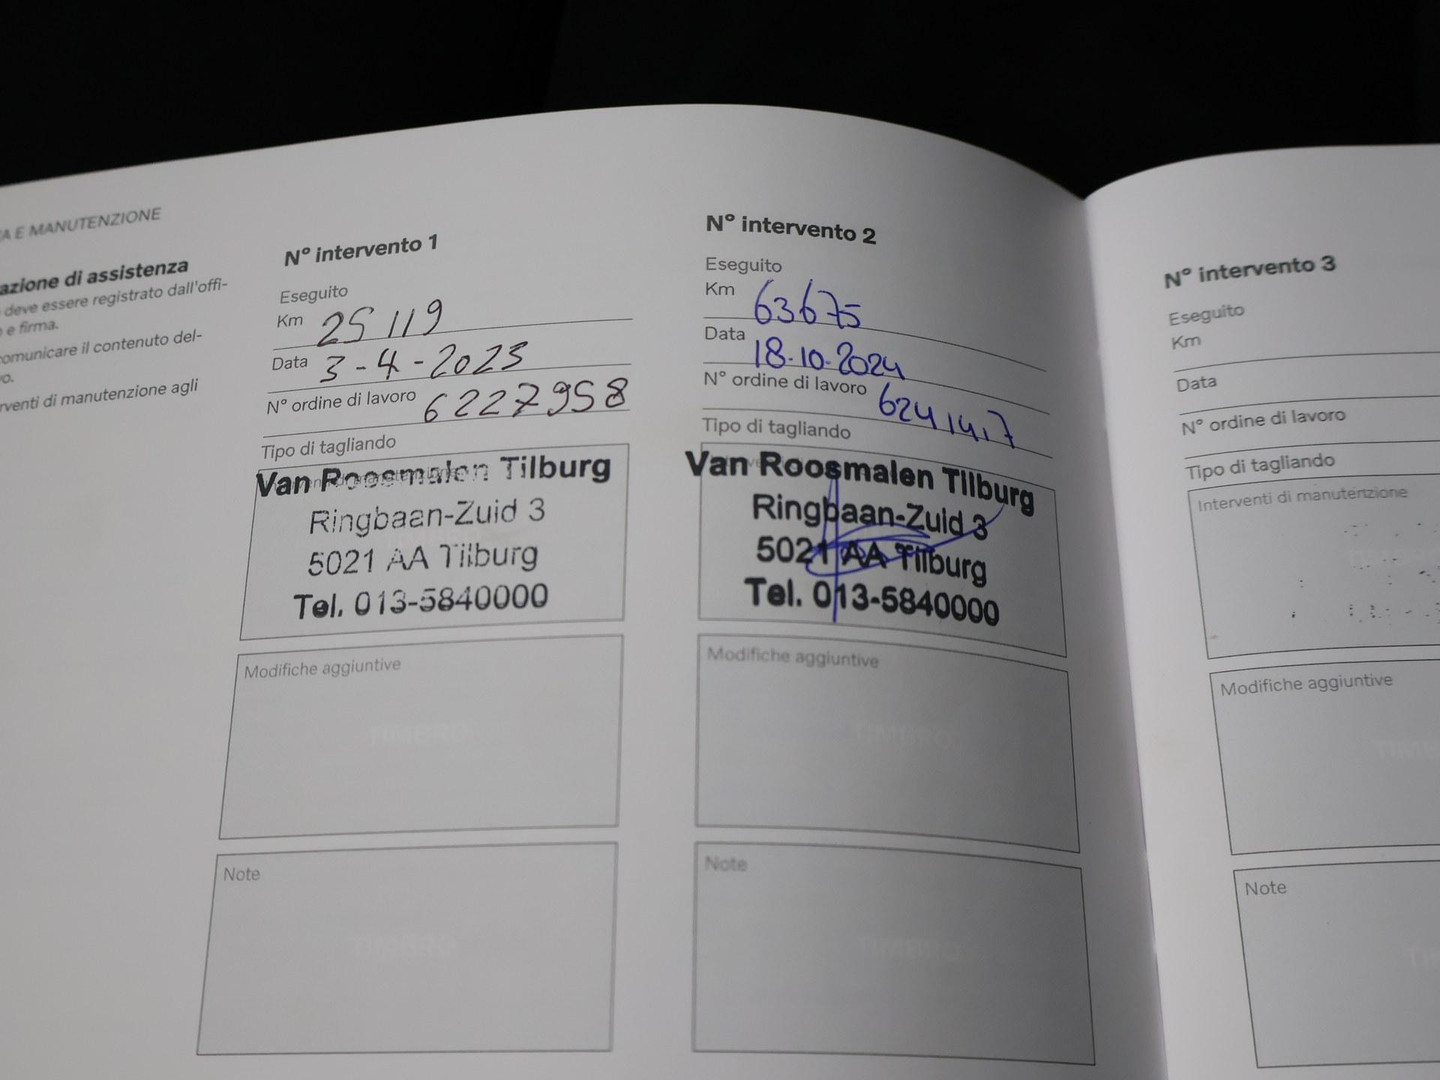 A E MANUTENZIONE
azione di assistenza
deve essere registrato dall'offi-
e firma.
comunicare il contenuto del-
vo.
rventi di manutenzione agli
N° intervento 1
Eseguito
Km 25119
Data 3-4-2023
N° ordine di lavoro 6227958
Tipo di tagliando
Van Roosmalen Tilburg
Ringbaan-Zuid 3
5021 AA Tilburg
Tel. 013-5840000
Modifiche aggiuntive
Note
N° intervento 2
Eseguito
Km 63675
Data 18-10-2024
N° ordine di lavoro 6241417
Tipo di tagliando
Van Roosmalen Tilburg
Ringbaan-Zuid 3
5021 AA Tilburg
Tel. 013-5840000
Modifiche aggiuntive
TIMBRO
Note
TIMBRO
N° intervento 3
Eseguito
Km
Data
N° ordine di lavoro
Tipo di tagliando
Interventi di manutenzione
Modifiche aggiuntive
Note